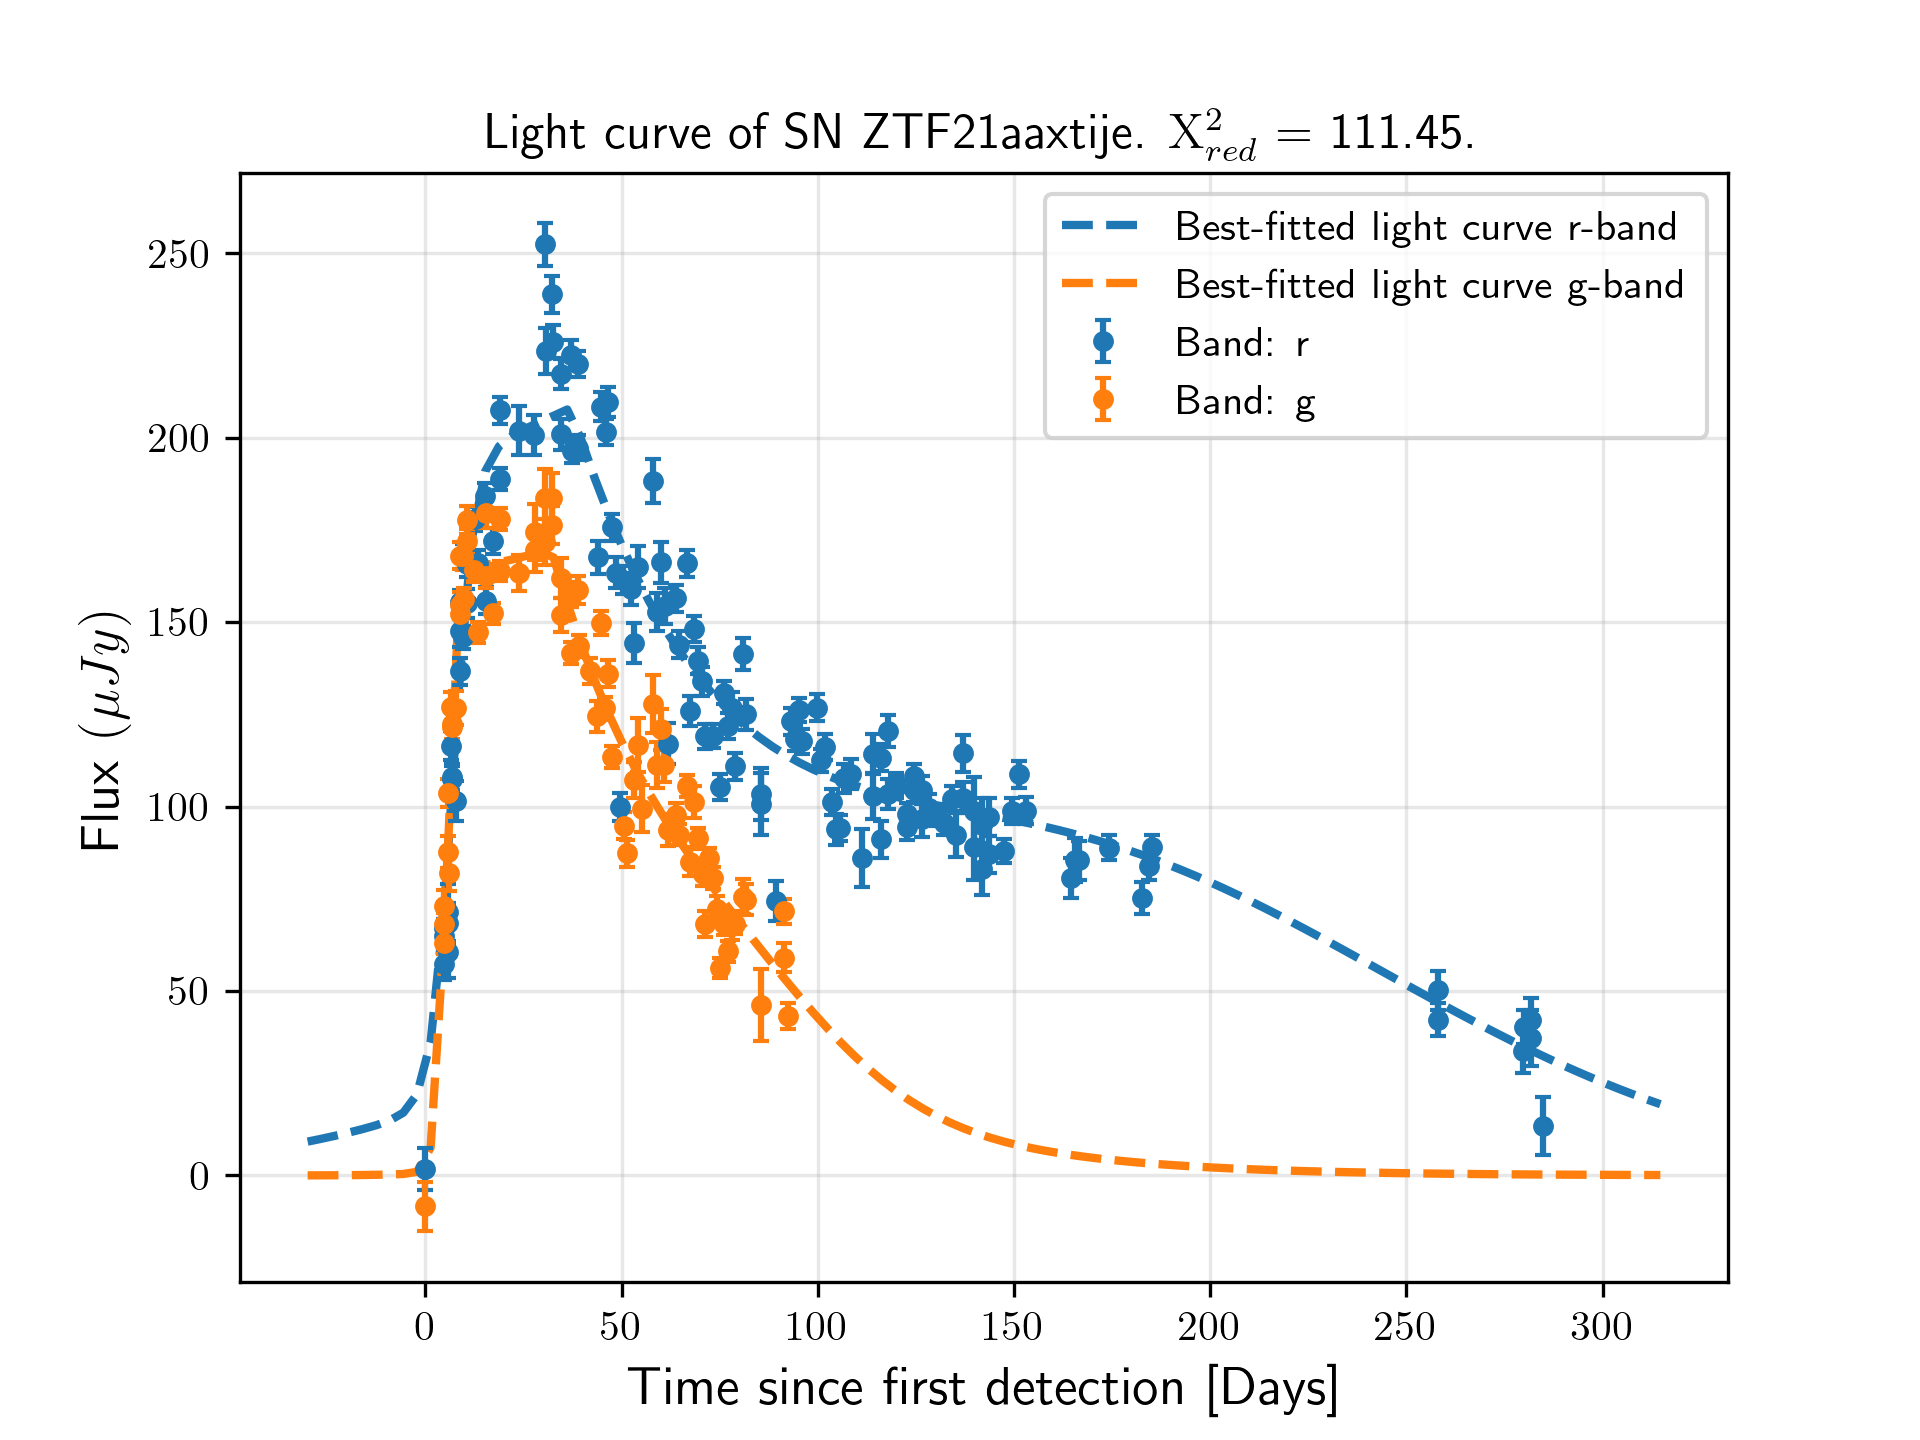 Light curve of SN ZTF21aaxtije. X²_red = 111.45.
Best-fitted light curve r-band
Best-fitted light curve g-band
Band: r
Band: g
Flux (μJy)
250
200
150
100
50
0
0 50 100 150 200 250 300
Time since first detection [Days]